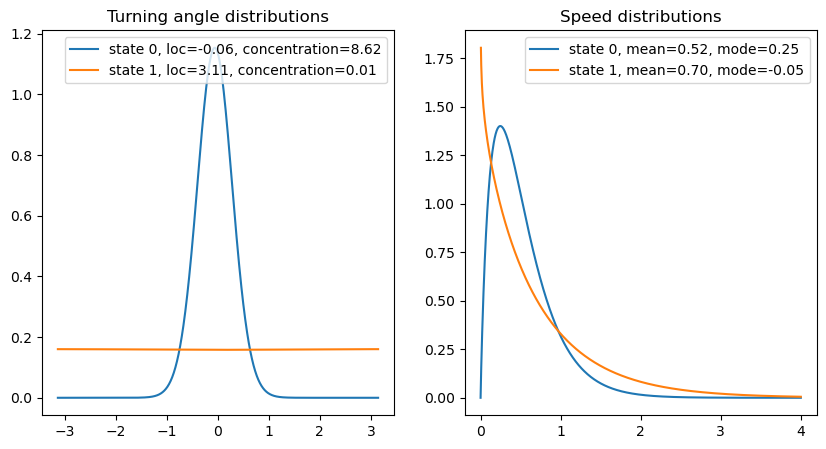 Turning angle distributions
state 0, loc=-0.06, concentration=8.62
state 1, loc=3.11, concentration=0.01
1.2
1.0
0.8
0.6
0.4
0.2
0.0
−3 −2 −1 0 1 2 3
Speed distributions
state 0, mean=0.52, mode=0.25
state 1, mean=0.70, mode=-0.05
1.75
1.50
1.25
1.00
0.75
0.50
0.25
0.00
0 1 2 3 4